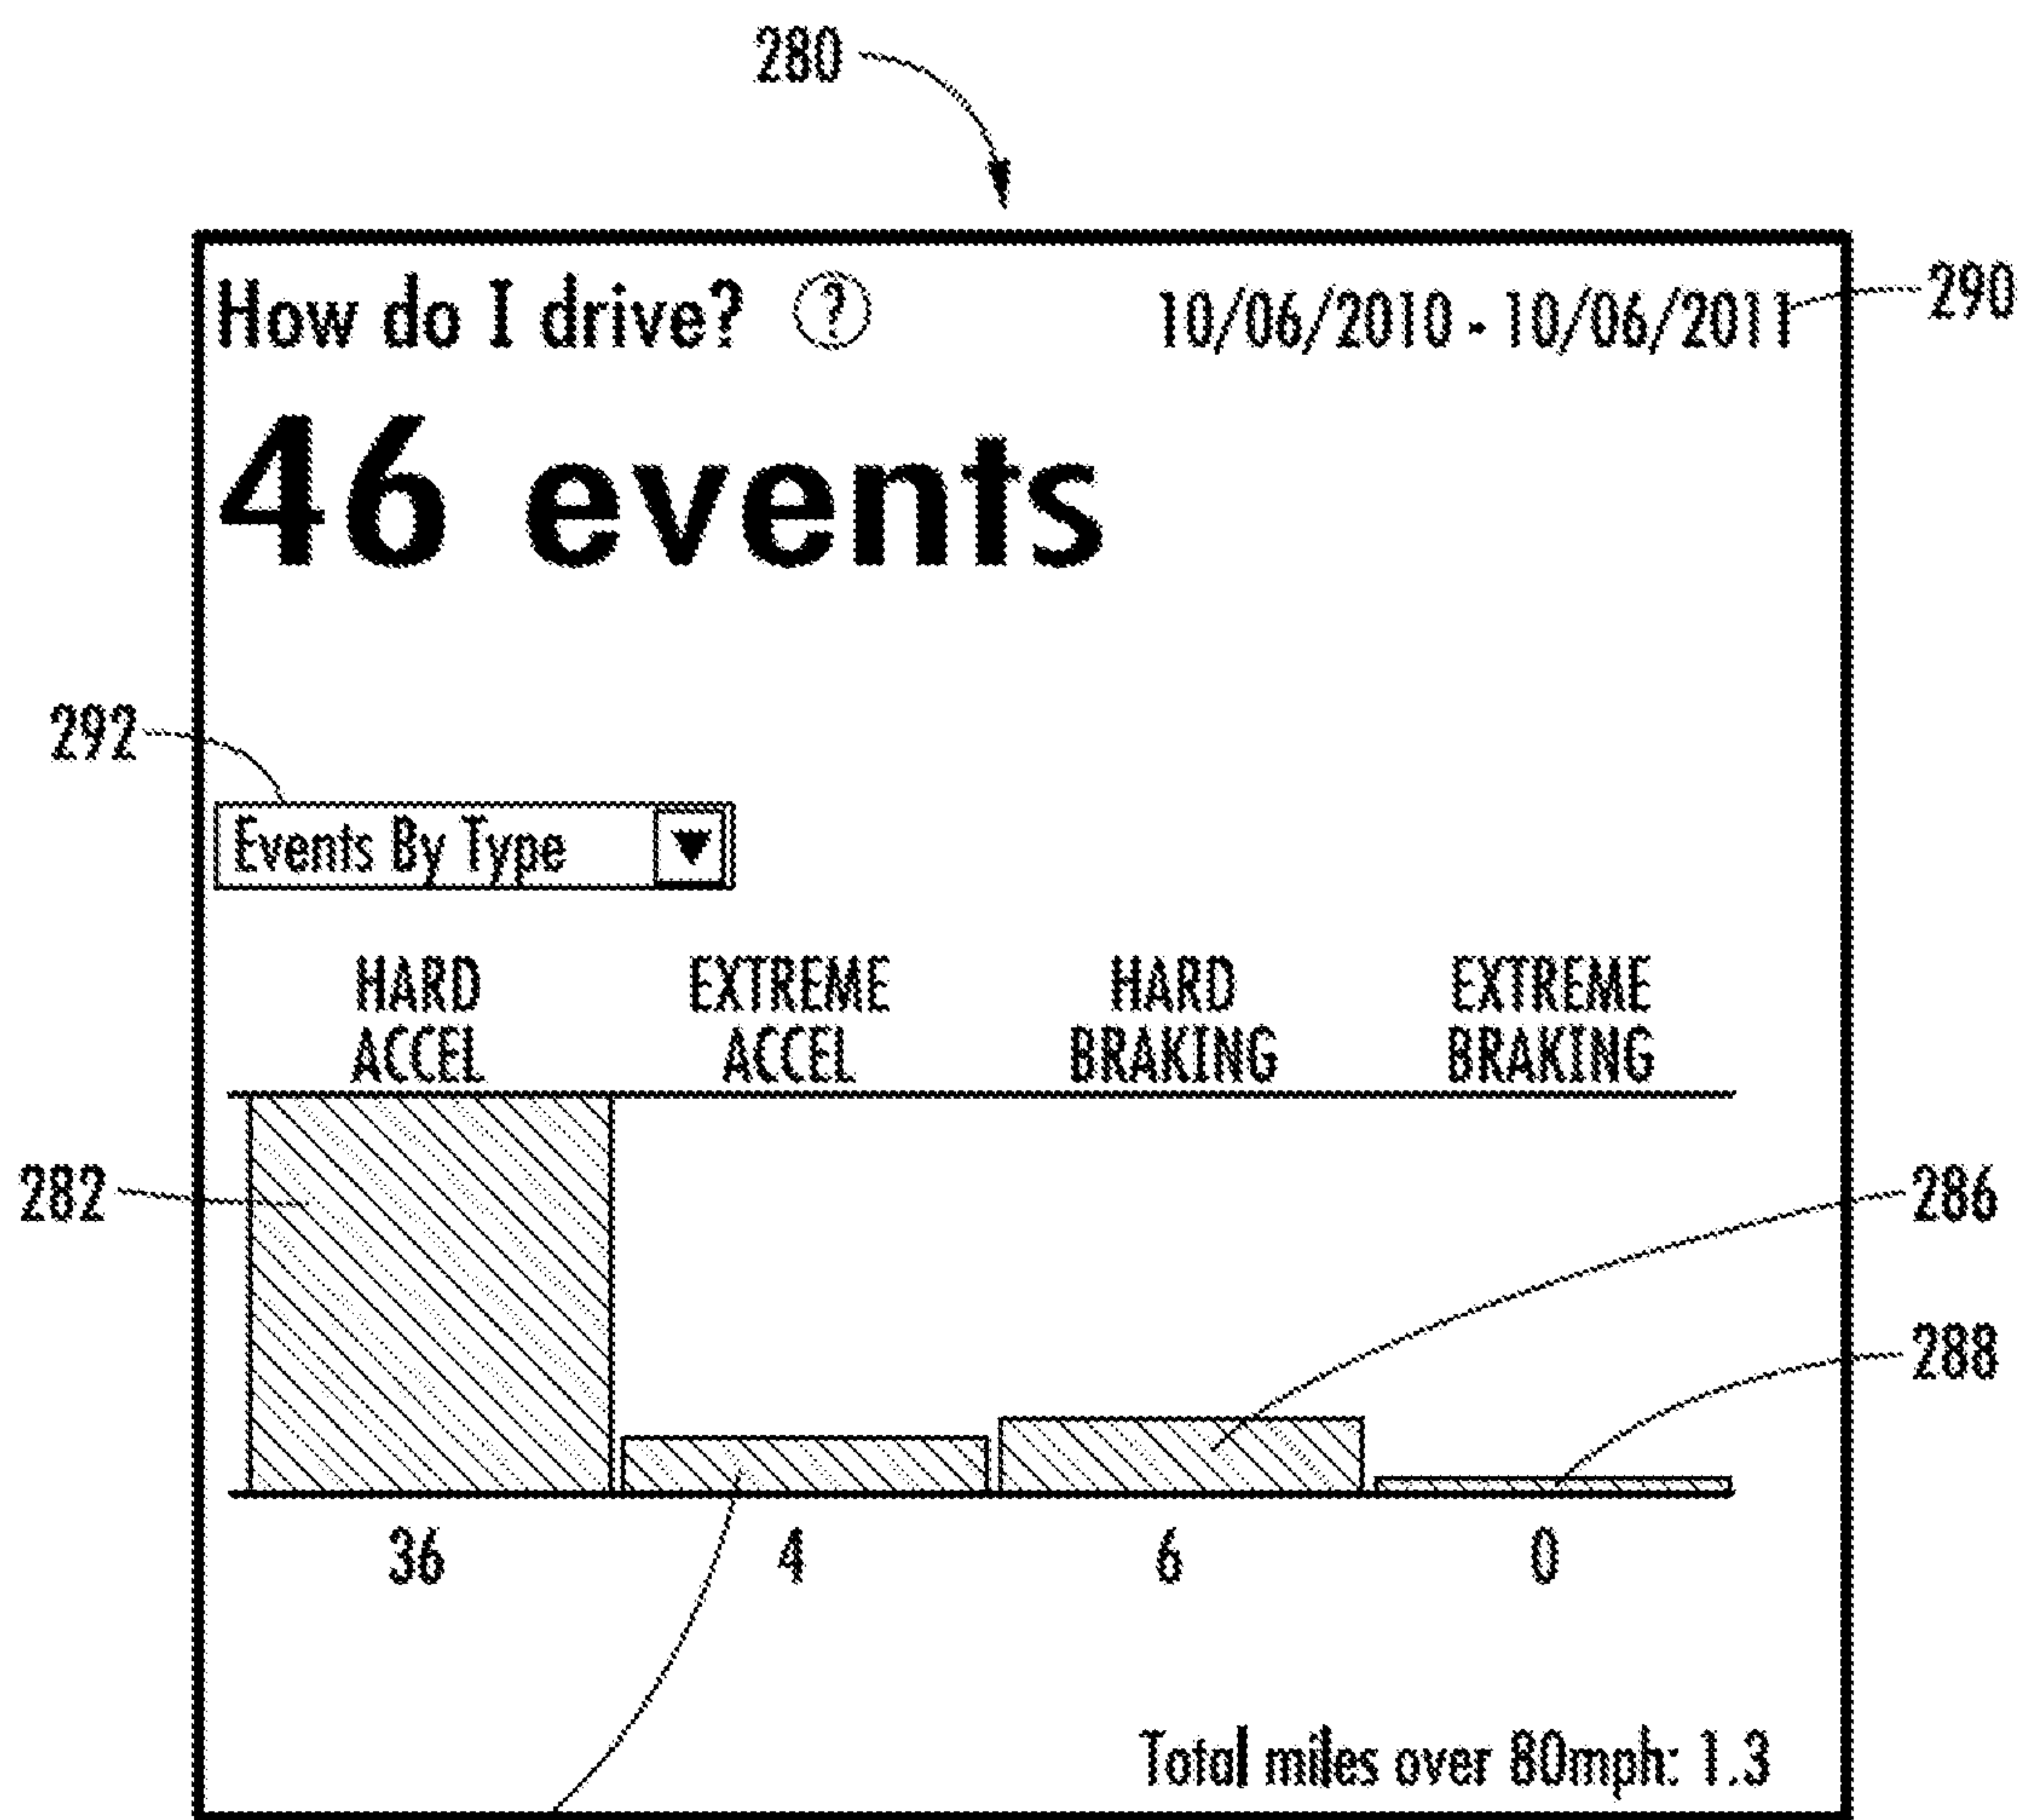 280
How do I drive? ? 10/06/2010 - 10/06/2011 290
46 events
292
Events By Type
HARD ACCEL EXTREME ACCEL HARD BRAKING EXTREME BRAKING
282
286
288
36 4 6 0
Total miles over 80mph: 1.3